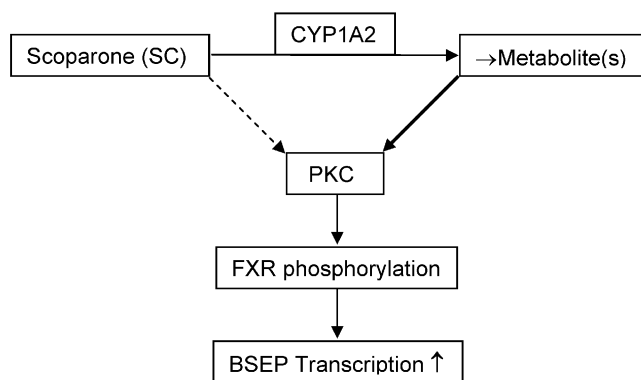 CYP1A2
Scoparone (SC)
→Metabolite(s)
PKC
FXR phosphorylation
BSEP Transcription ↑